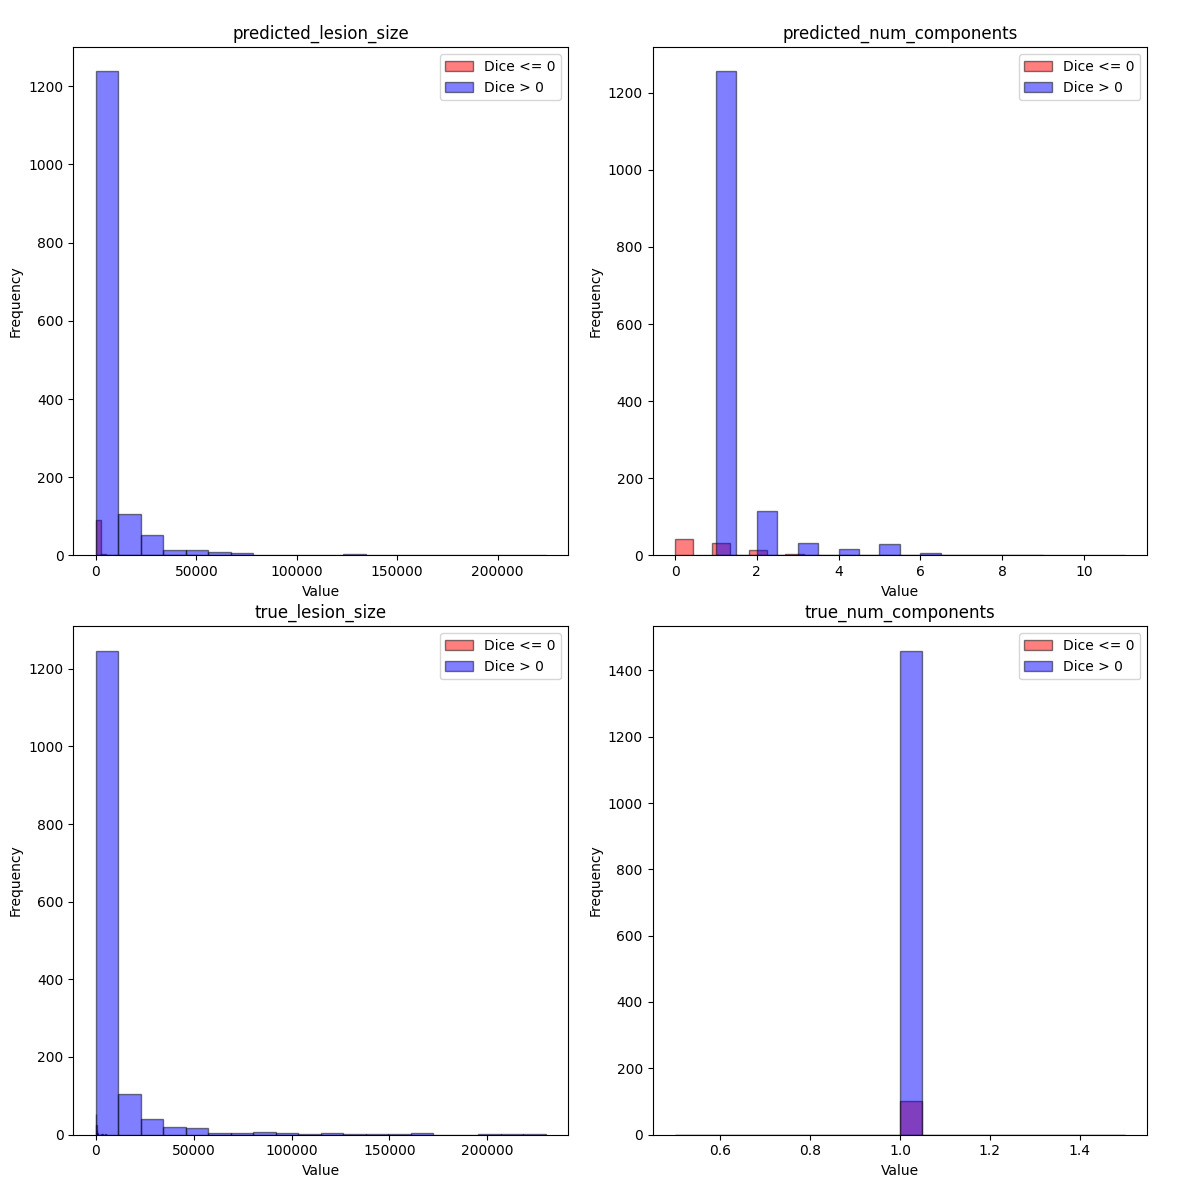 predicted_lesion_size
Dice <= 0
Dice > 0
1200
1000
800
600
400
200
0
Frequency
0
50000
100000
150000
200000
Value
predicted_num_components
Dice <= 0
Dice > 0
1200
1000
800
600
400
200
0
Frequency
0
2
4
6
8
10
Value
true_lesion_size
Dice <= 0
Dice > 0
1200
1000
800
600
400
200
0
Frequency
0
50000
100000
150000
200000
Value
true_num_components
Dice <= 0
Dice > 0
1400
1200
1000
800
600
400
200
0
Frequency
0.6
0.8
1.0
1.2
1.4
Value